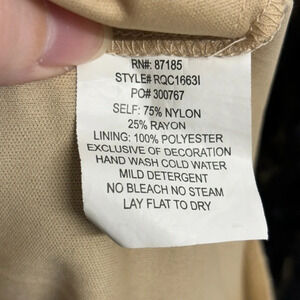 RN#: 87185
STYLE# RQC1663I
PO# 300767
SELF: 75% NYLON
25% RAYON
LINING: 100% POLYESTER
EXCLUSIVE OF DECORATION
HAND WASH COLD WATER
MILD DETERGENT
NO BLEACH NO STEAM
LAY FLAT TO DRY